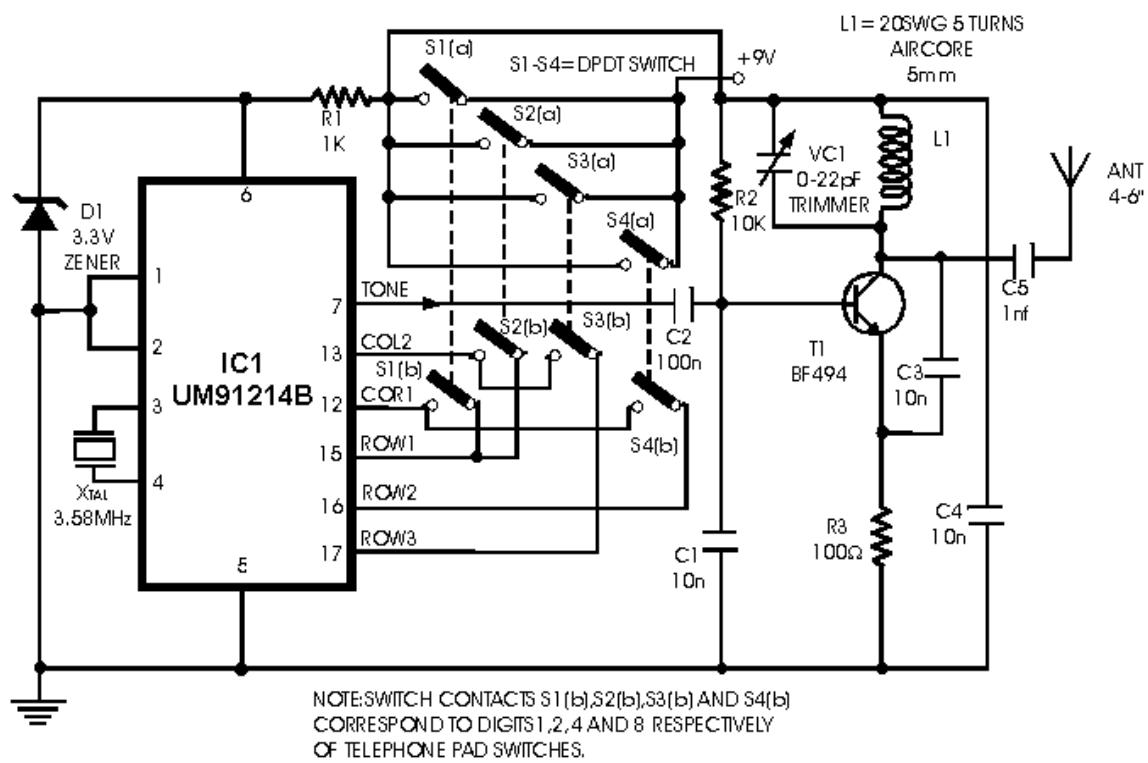 L1= 20SWG 5 TURNS
AIRCORE
5mm
S1(a)
S1-S4= DPDT SWITCH
+9V
R1
1K
S2(a)
S3(a)
S4(a)
R2
10K
VC1
0-22pF
TRIMMER
L1
ANT
4-6"
D1
3.3V
ZENER
6
1
2
3
4
5
7
13
12
15
16
17
IC1
UM91214B
XTAL
3.58MHz
TONE
COL2
COR1
ROW1
ROW2
ROW3
S1(b)
S2(b)
S3(b)
S4(b)
C2
100n
T1
BF494
C5
1nf
C3
10n
C1
10n
R3
100Ω
C4
10n
NOTE:SWITCH CONTACTS S1(b),S2(b),S3(b) AND S4(b)
CORRESPOND TO DIGITS 1,2,4 AND 8 RESPECTIVELY
OF TELEPHONE PAD SWITCHES.